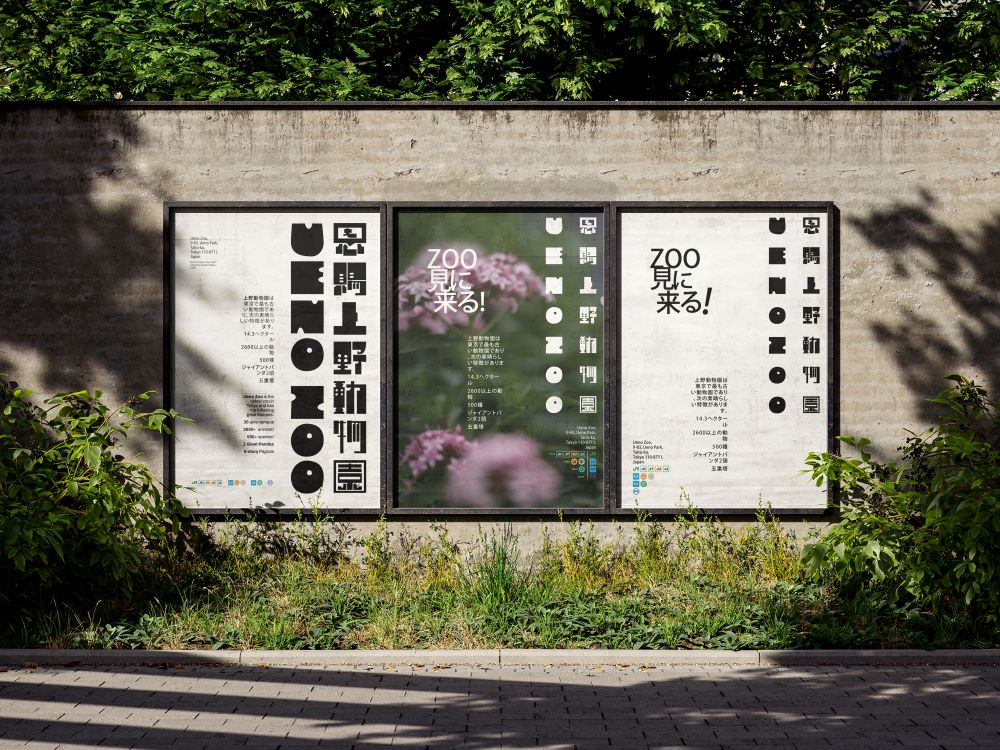 Ueno Zoo,
9-83, Ueno Park,
Taito-ku,
Tokyo 110-8711,
Japan
上野動物園は
東京で最も古
い動物園であ
り、次の素晴ら
しい特徴があり
ます。
14.3ヘクター
ル
2600以上の動
物
500種
ジャイアントパ
ンダ2頭
五重塔
Ueno Zoo is the
oldest zoo in
Tokyo and has
the following
great features.
35 acre campus
2600+ animals!
500+ species!
2 Giant Pandas
5-story Pagoda
UENO ZOO
恩賜上野動物園
ZOO
見に
来る!
上野動物園は
東京で最も古
い動物園であり
、次の素晴らし
い特徴がありま
す。
14.3ヘクター
ル
2600以上の動
物
500種
ジャイアントパ
ンダ2頭
五重塔
UENO ZOO
恩賜上野動物園
Ueno Zoo,
9-83, Ueno Park,
Taito-ku,
Tokyo 110-8711,
Japan
ZOO
見に
来る!
UENO ZOO
恩賜上野動物園
上野動物園は
東京で最も古
い動物園であ
り、次の素晴ら
しい特徴があり
ます。
14.3ヘクター
ル
2600以上の動
物
500種
ジャイアントパ
ンダ2頭
五重塔
Ueno Zoo,
9-83, Ueno Park,
Taito-ku,
Tokyo 110-8711,
Japan